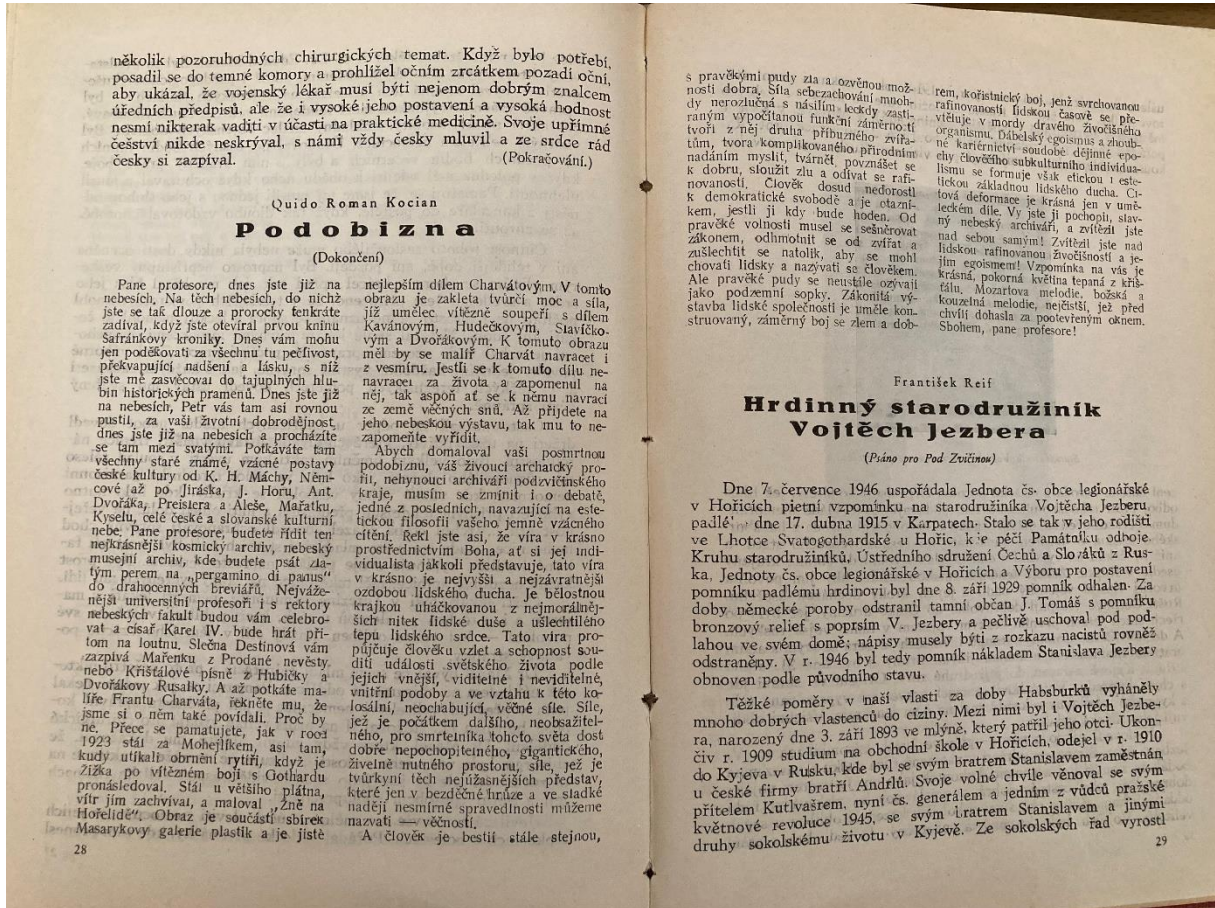 několik pozoruhodných chirurgických temat. Když bylo potřebí,
posadil se do temné komory a prohlížel očním zrcátkem pozadí oční,
aby ukázal, že vojenský lékař musí býti nejenom dobrým znalcem
úředních předpisů, ale že i vysoké jeho postavení a vysoká hodnost
nesmí nikterak vaditi v účasti na praktické medicině. Svoje upřímné
češství nikde neskrýval, s námi vždy česky mluvil a ze srdce rád
česky si zazpíval. (Pokračování.)
Quido Roman Kocian
Podobizna
(Dokončení)
Pane profesore, dnes jste již na
nebesích. Na těch nebesích, do nichž
jste se tak dlouze a prorocky tenkráte
zadíval, když jste otevíral prvou knihu
Šafránkovy kroniky. Dnes vám mohu
jen poděkovati za všechnu tu pečlivost,
překvapující nadšení a lásku, s níž
jste mě zasvěcoval do tajuplných hlu-
bin historických pramenů. Dnes jste již
na nebesích, Petr vás tam asi rovnou
pustil, za vaši životní dobrodějnost,
dnes jste již na nebesích a procházíte
se tam mezi svatými. Potkáváte tam
všechny staré známé, vzácné postavy
české kultury od K. H. Máchy, Něm-
cové až po Jiráska, J. Horu, Ant.
Dvořáka, Preislera a Aleše, Mařatku,
Kyselu, celé české a slovanské kulturní
nebe. Pane profesore, budete řídit ten
nejkrásnější kosmický archiv, nebeský
musejní archiv, kde budete psát zla-
tým perem na „pergamino di panus"
do drahocenných breviářů. Nejváže-
nější universitní profesoři i s rektory
nebeských fakult budou vám celebro-
vat a císař Karel IV. bude hrát při-
tom na loutnu. Slečna Destinová vám
zazpívá Mařenku z Prodané nevěsty
nebo Křišťálové písně z Hubičky a
Dvořákovy Rusalky. A až potkáte ma-
líře Frantu Charváta, řekněte mu, že
jsme si o něm také povídali. Proč by
ne. Přece se pamatujete, jak v roce
1923 stál za Mohejlíkem, asi tam,
kudy utíkali obrnění rytíři, když je
Žižka po vítězném boji s Gothardu
pronásledoval. Stál u většího plátna,
vítr jím zachvíval, a maloval „Žně na
Hořelidě". Obraz je součástí sbírek
Masarykovy galerie plastik a je jistě
28
nejlepším dílem Charvátovým. V tomto
obrazu je zakleta tvůrčí moc a síla,
jíž umělec vítězně soupeří s dílem
Kavánovým, Hudečkovým, Slavíčko-
vým a Dvořákovým. K tomuto obrazu
měl by se malíř Charvát navracet i
z vesmíru. Jestli se k tomuto dílu ne-
navracel za života a zapomenul na
něj, tak aspoň ať se k němu navrací
ze země věčných snů. Až přijdete na
jeho nebeskou výstavu, tak mu to ne-
zapomeňte vyřídit.
Abych domaloval vaši posmrtnou
podobiznu, váš živoucí archaický pro-
fil, nehynoucí archiváři podzvičinského
kraje, musím se zmínit i o debatě,
jedné z posledních, navazující na este-
tickou filosofii vašeho jemně vzácného
cítění. Řekl jste asi, že víra v krásno
prostřednictvím Boha, ať si jej indi-
vidualista jakkoli představuje, tato víra
v krásno je nejvyšší a nejzávratnější
ozdobou lidského ducha. Je bělostnou
krajkou uháčkovanou z nejmorálněj-
ších nitek lidské duše a ušlechtilého
tepu lidského srdce. Tato víra pro-
půjčuje člověku vzlet a schopnost sou-
diti události světského života podle
jejich vnější, viditelné i neviditelné,
vnitřní podoby a ve vztahu k této ko-
losální, neochabující, věčné síle. Síle,
jež je počátkem dalšího, neobsažitel-
ného, pro smrtelníka tohoto světa dost
dobře nepochopitelného, gigantického,
živelně nutného prostoru, síle, jež je
tvůrkyní těch nejúžasnějších představ,
které jen v bezděčné hrůze a ve sladké
naději nesmírné spravedlnosti můžeme
nazvati — věčností.
A člověk je bestií stále stejnou,
s pravěkými pudy zla a ozvěnou mož-
ností dobra. Síla sebezachování mnoh-
dy nerozlučná s násilím leckdy zasti-
raným vypočítanou funkční záměrností
tvoří z něj druha příbuzného zvířa-
tům, tvora komplikovaného přírodním
nadáním myslit, tvárnět, povznášet se
k dobru, sloužit zlu a odívat se rafi-
novaností. Člověk dosud nedorostl
k demokratické svobodě a je otazní-
kem, jestli jí kdy bude hoden. Od
pravěké volnosti musel se sešněrovat
zákonem, odhmotnit se od zvířat a
zušlechtit se natolik, aby se mohl
chovati lidsky a nazývati se člověkem.
Ale pravěké pudy se neustále ozývají
jako podzemní sopky. Zákonitá vý-
stavba lidské společnosti je uměle kon-
struovaný, záměrný boj se zlem a dob-
rem, kořistnický boj, jenž svrchovanou
rafinovaností lidskou časově se pře-
vtěluje v mordy dravého živočišného
organismu. Ďábelský egoismus a zhoub-
né kariérnictví soudobé dějinné epo-
chy člověčího subkulturního individua-
lismu se formuje však etickou i este-
tickou základnou lidského ducha. Ci-
tová deformace je krásná jen v umě-
leckém díle. Vy jste ji pochopil, slav-
ný nebeský archiváři, a zvítězil jste
nad sebou samým! Zvítězil jste nad
lidskou rafinovanou živočišností a je-
jím egoismem! Vzpomínka na vás je
krásná, pokorná květina tepaná z křiš-
ťálu. Mozartova melodie, božská a
kouzelná melodie, nejčistší, jež před
chvílí dohasla za pootevřeným oknem.
Sbohem, pane profesore!
František Reif
Hrdinný starodružiník
Vojtěch Jezbera
(Psáno pro Pod Zvičinou)
Dne 7. července 1946 uspořádala Jednota čs. obce legionářské
v Hořicích pietní vzpomínku na starodružiníka Vojtěcha Jezberu,
padlé dne 17. dubna 1915 v Karpatech. Stalo se tak v jeho rodišti
ve Lhotce Svatogothardské u Hořic, péčí Památníku odboje,
Kruhu starodružiníků, Ústředního sdružení Čechů a Slováků z Rus-
ka, Jednoty čs. obce legionářské v Hořicích a Výboru pro postavení
pomníku padlému hrdinovi byl dne 8. září 1929 pomník odhalen. Za
doby německé poroby odstranil tamní občan J. Tomáš s pomníku
bronzový relief s poprsím V. Jezbery a pečlivě uschoval pod pod-
lahou ve svém domě; nápisy musely býti z rozkazu nacistů rovněž
odstraněny. V r. 1946 byl tedy pomník nákladem Stanislava Jezbery
obnoven podle původního stavu.
Těžké poměry v naší vlasti za doby Habsburků vyháněly
mnoho dobrých vlastenců do ciziny. Mezi nimi byl i Vojtěch Jezbe-
ra, narozený dne 3. září 1893 ve mlýně, který patřil jeho otci. Ukon-
čiv r. 1909 studium na obchodní škole v Hořicích, odejel v r. 1910
do Kyjeva v Rusku, kde byl se svým bratrem Stanislavem zaměstnán
u české firmy bratří Andrlů. Svoje volné chvíle věnoval se svým
přítelem Kutlvašrem, nyní čs. generálem a jedním z vůdců pražské
květnové revoluce 1945, se svým bratrem Stanislavem a jinými
druhy sokolskému životu v Kyjevě. Ze sokolských řad vyrostl
29